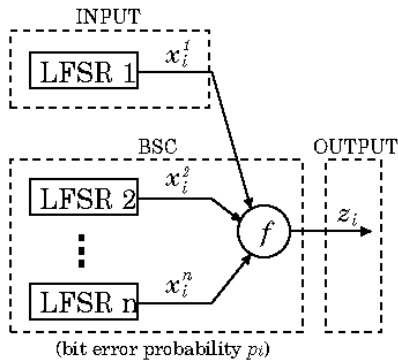 INPUT
LFSR 1
x_i^1
BSC
OUTPUT
LFSR 2
x_i^2
f
z_i
LFSR n
x_i^n
(bit error probability p_i)